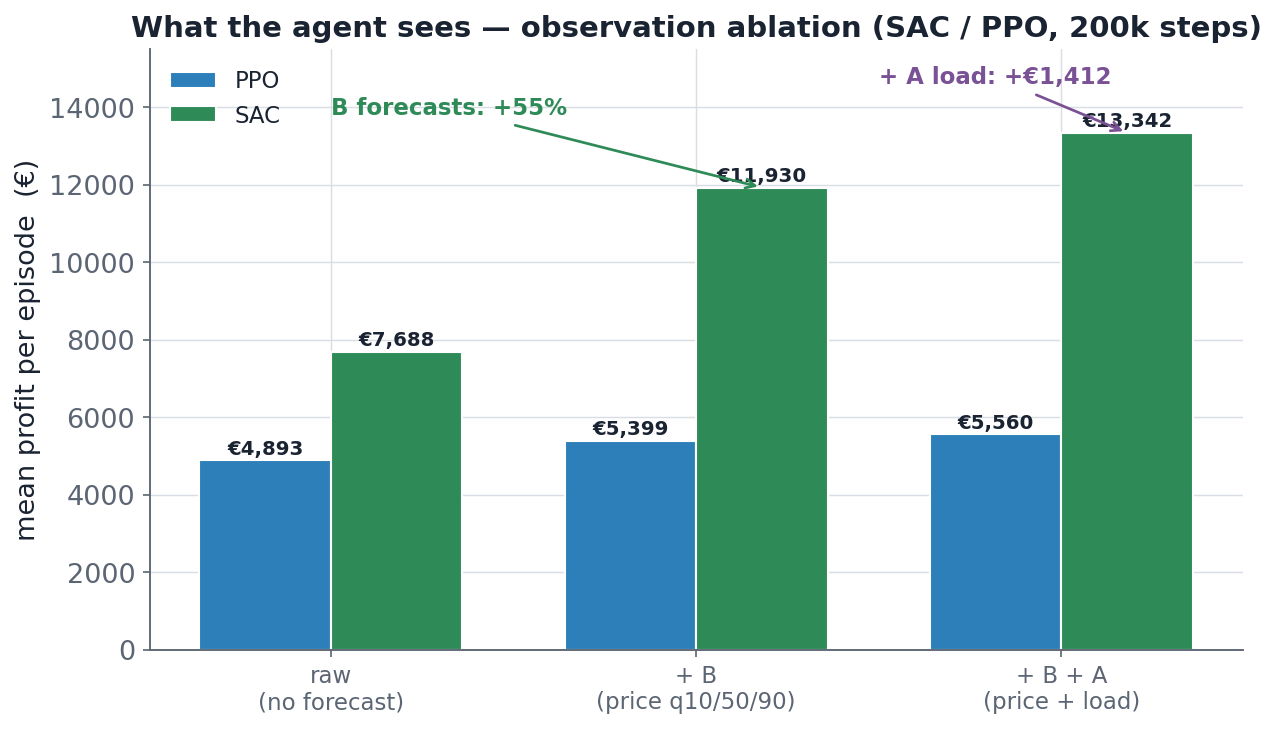 What the agent sees — observation ablation (SAC / PPO, 200k steps)
PPO
SAC
B forecasts: +55%
+ A load: +€1,412
mean profit per episode (€)
14000
12000
10000
8000
6000
4000
2000
0
€4,893
€7,688
€5,399
€11,930
€5,560
€13,342
raw
(no forecast)
+ B
(price q10/50/90)
+ B + A
(price + load)